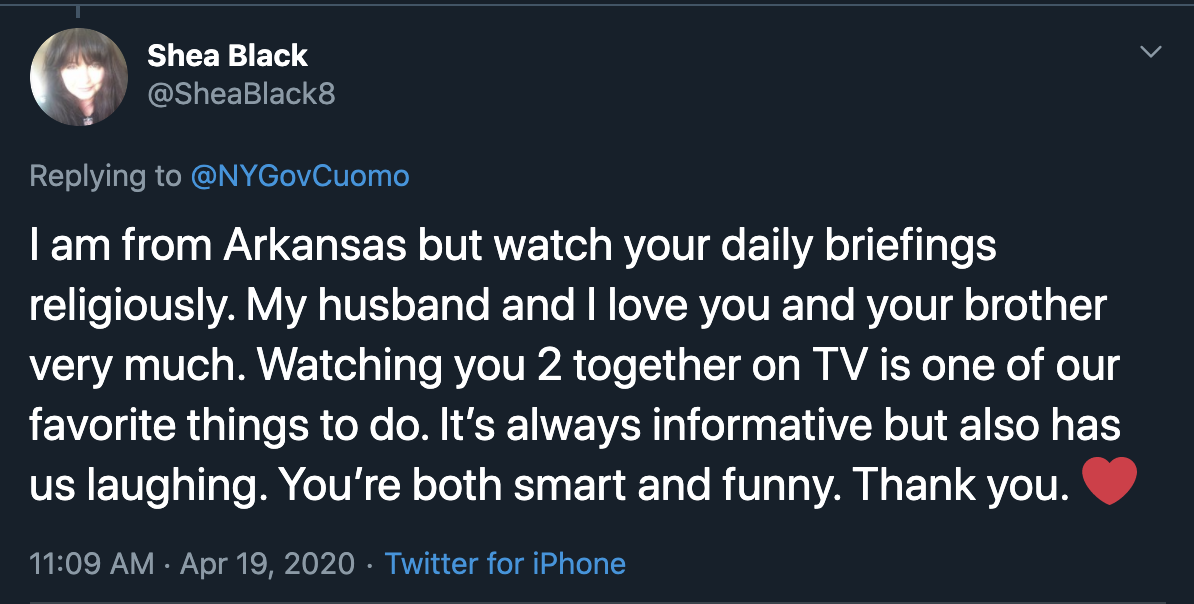 Shea Black
@SheaBlack8
Replying to @NYGovCuomo
I am from Arkansas but watch your daily briefings
religiously. My husband and I love you and your brother
very much. Watching you 2 together on TV is one of our
favorite things to do. It’s always informative but also has
us laughing. You’re both smart and funny. Thank you. ❤️
11:09 AM · Apr 19, 2020 · Twitter for iPhone